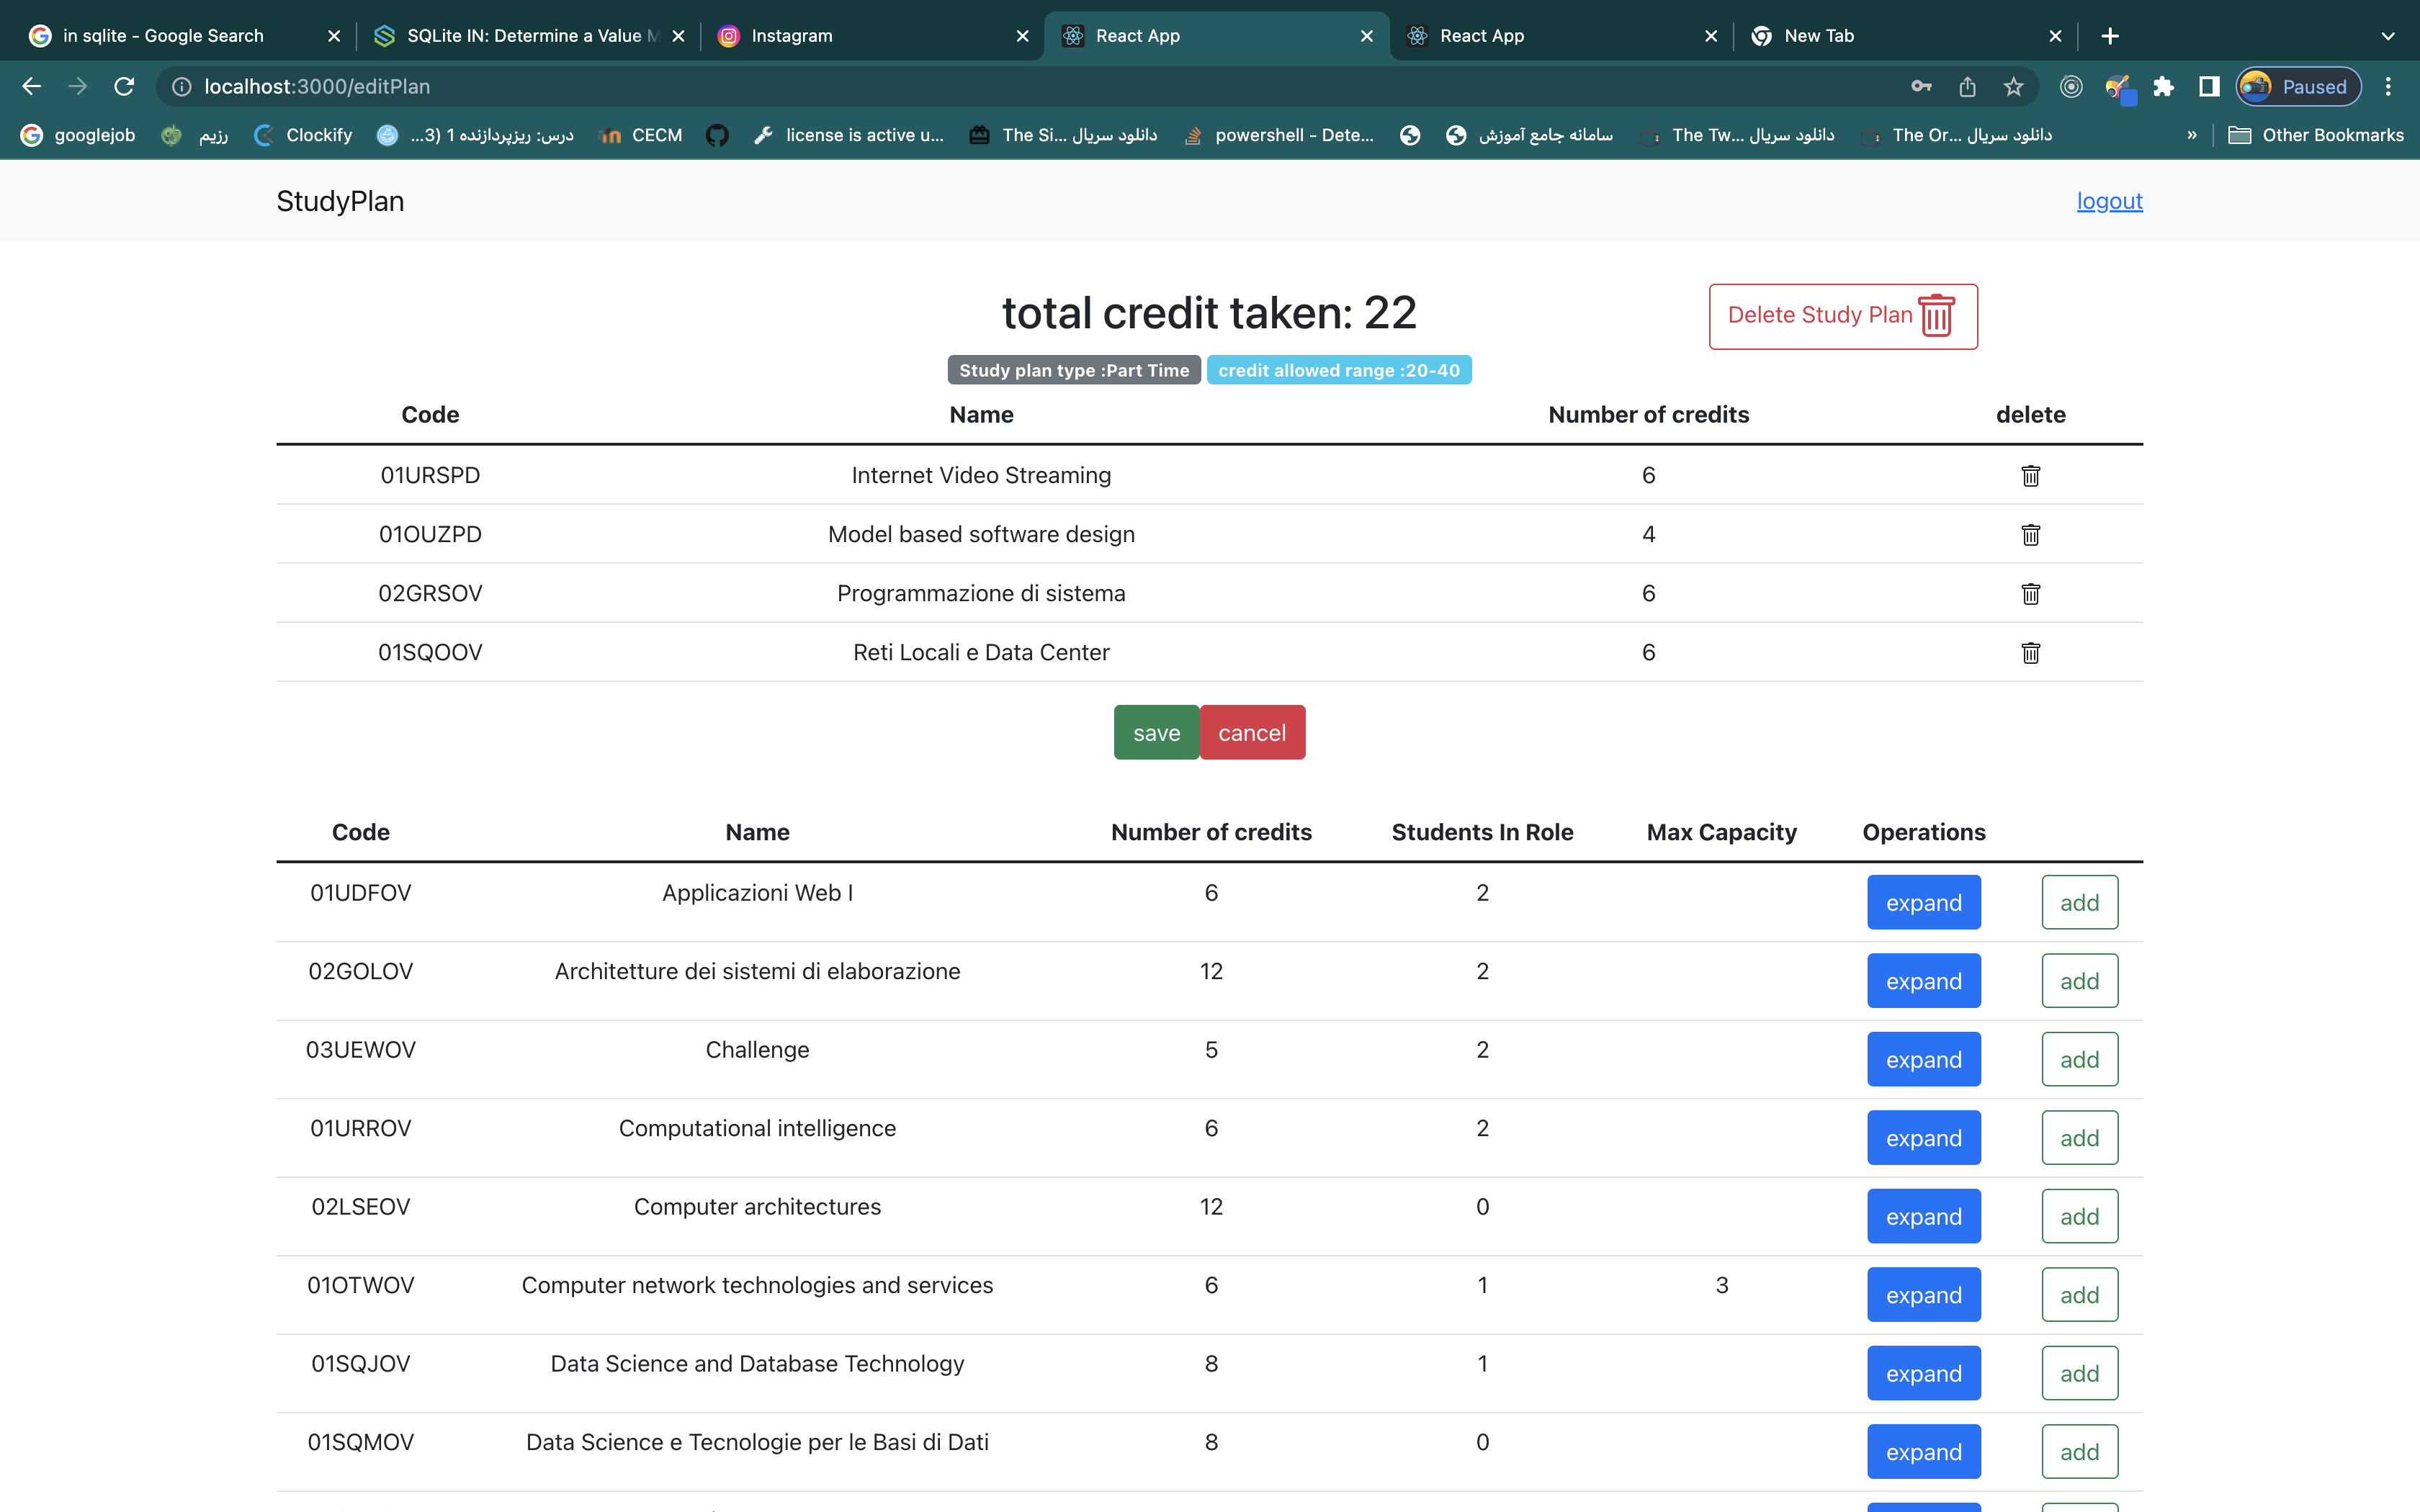 in sqlite - Google Search
SQLite IN: Determine a Value M
Instagram
React App
React App
New Tab
localhost:3000/editPlan
Paused
googlejob
رزیم
Clockify
درس: ریزپردازنده 1 (3...
CECM
license is active u...
The Si... دانلود سریال
powershell - Dete...
سامانه جامع آموزش
The Tw... دانلود سریال
The Or... دانلود سریال
»
Other Bookmarks
StudyPlan
logout
total credit taken: 22
Delete Study Plan
Study plan type :Part Time
credit allowed range :20-40
Code Name Number of credits delete
01URSPD Internet Video Streaming 6
01OUZPD Model based software design 4
02GRSOV Programmazione di sistema 6
01SQOOV Reti Locali e Data Center 6
save cancel
Code Name Number of credits Students In Role Max Capacity Operations
01UDFOV Applicazioni Web I 6 2 expand add
02GOLOV Architetture dei sistemi di elaborazione 12 2 expand add
03UEWOV Challenge 5 2 expand add
01URROV Computational intelligence 6 2 expand add
02LSEOV Computer architectures 12 0 expand add
01OTWOV Computer network technologies and services 6 1 3 expand add
01SQJOV Data Science and Database Technology 8 1 expand add
01SQMOV Data Science e Tecnologie per le Basi di Dati 8 0 expand add